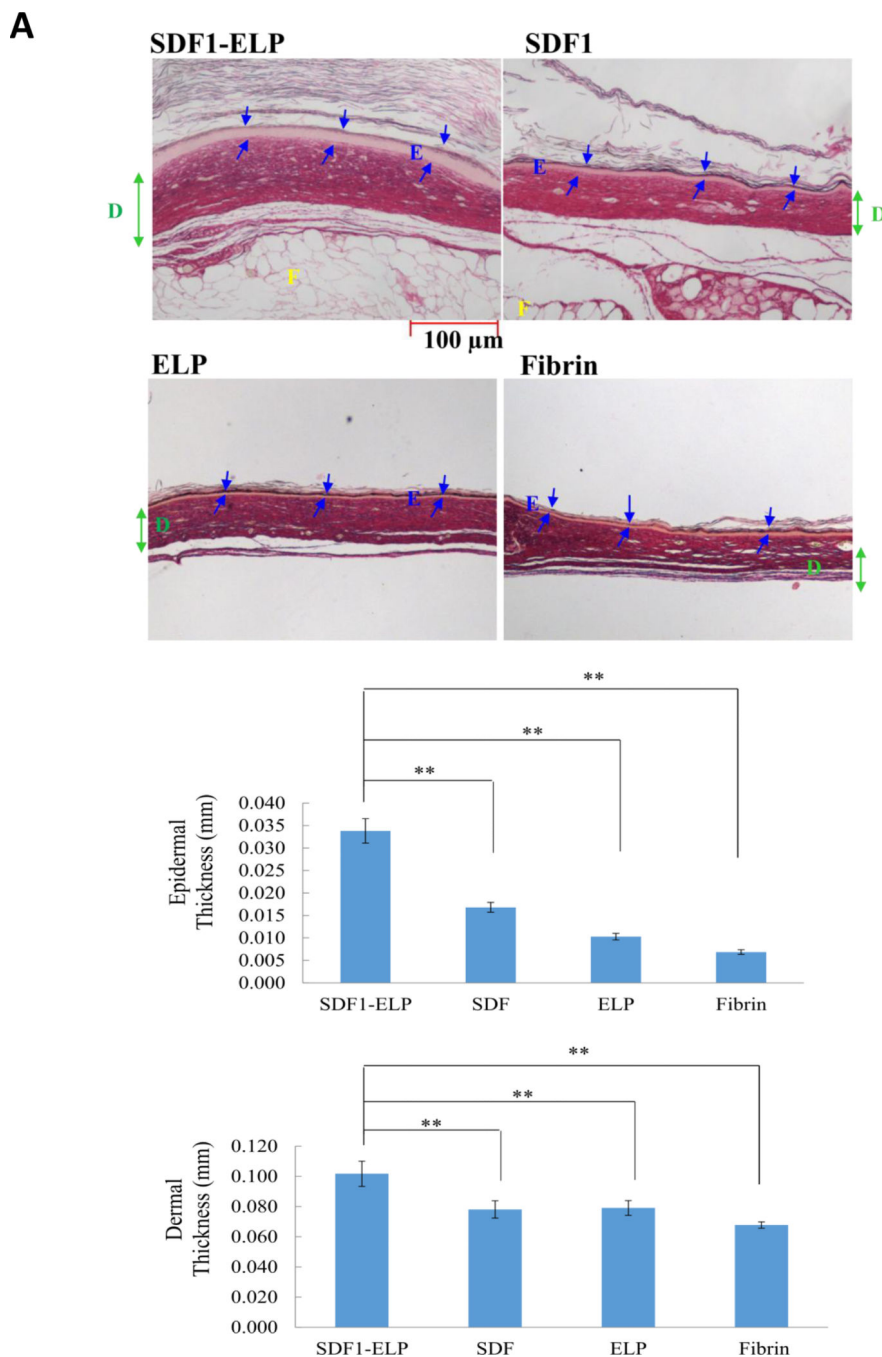 A
SDF1-ELP SDF1
E E
D D
F F
100 µm
ELP Fibrin
E E
D D
**
**
**
Epidermal
Thickness (mm)
0.040
0.035
0.030
0.025
0.020
0.015
0.010
0.005
0.000
SDF1-ELP SDF ELP Fibrin
**
**
**
Dermal
Thickness (mm)
0.120
0.100
0.080
0.060
0.040
0.020
0.000
SDF1-ELP SDF ELP Fibrin